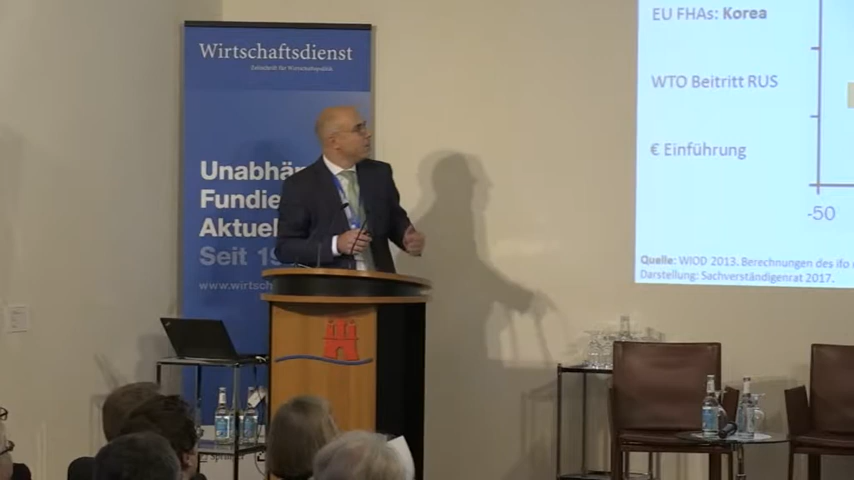 Wirtschaftsdienst
Zeitschrift für Wirtschaftspolitik
Unabhän
Fundie
Aktuel
Seit 19
www.wirtsch
EU FHAs: Korea
WTO Beitritt RUS
€ Einführung
-50
Quelle: WIOD 2013. Berechnungen des ifo
Darstellung: Sachverständigenrat 2017.